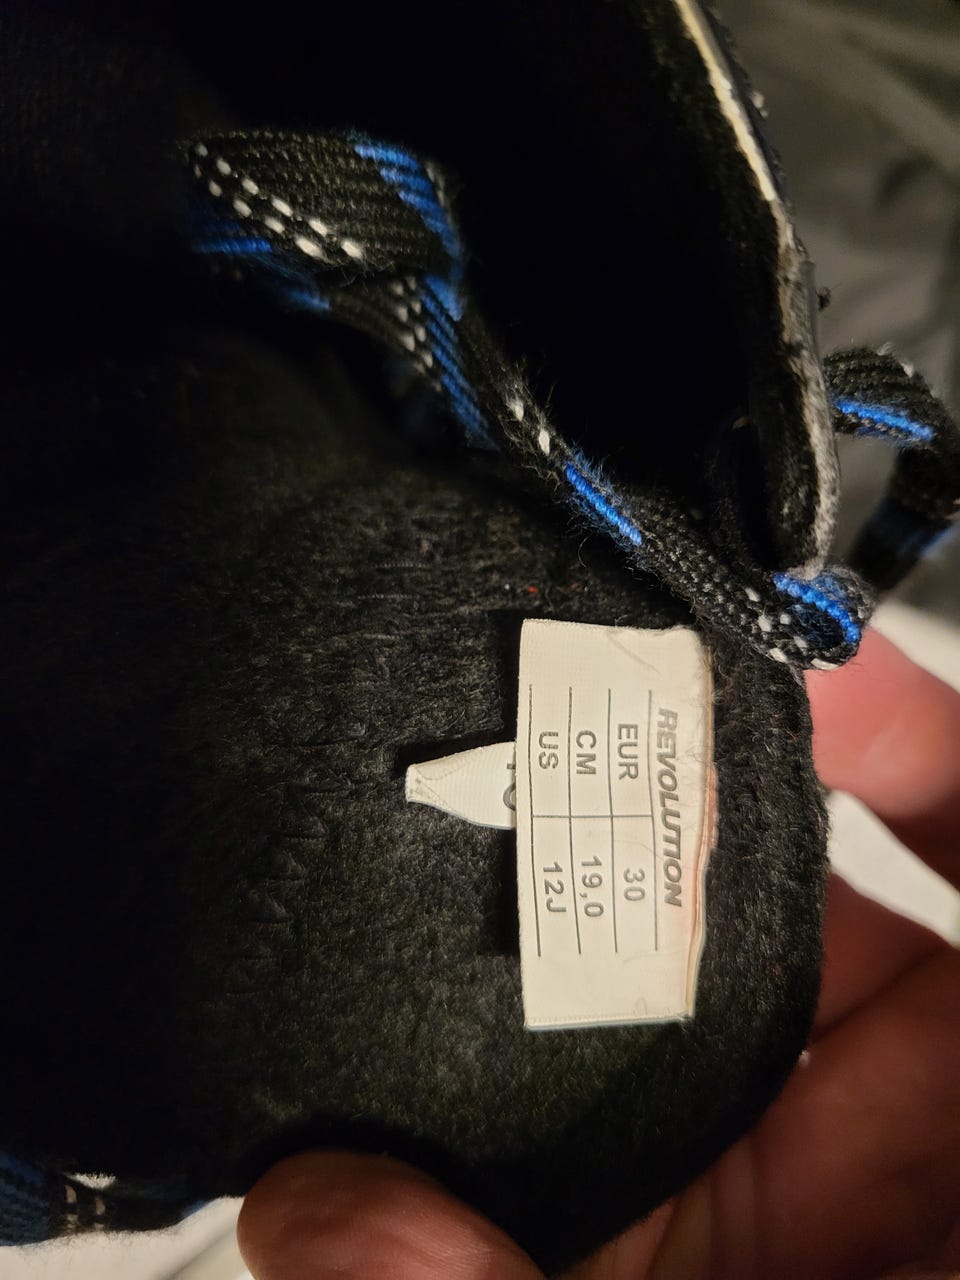 REVOLUTION
EUR 30
CM 19,0
US 12J